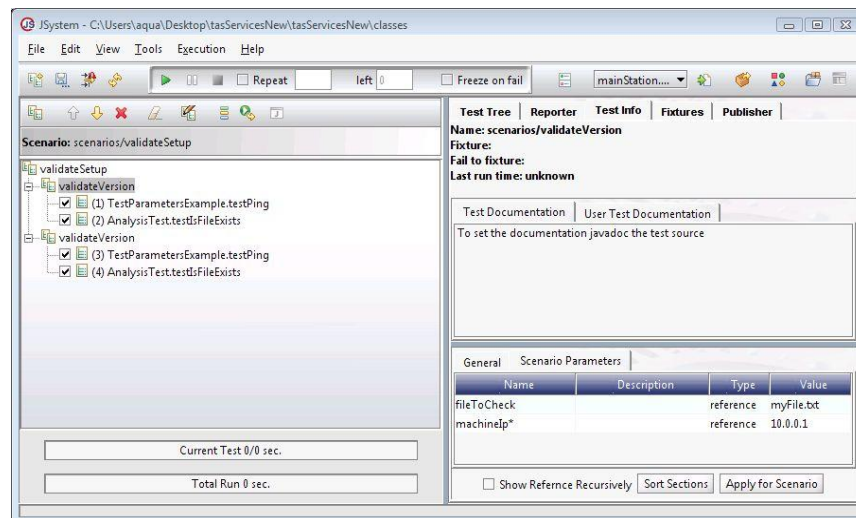 JSystem - C:\Users\aqua\Desktop\tasServicesNew\tasServicesNew\classes
File Edit View Tools Execution Help
Repeat left 0 Freeze on fail mainStation....
Scenario: scenarios/validateSetup
validateSetup
validateVersion
(1) TestParametersExample.testPing
(2) AnalysisTest.testIsFileExists
validateVersion
(3) TestParametersExample.testPing
(4) AnalysisTest.testIsFileExists
Current Test 0/0 sec.
Total Run 0 sec.
Test Tree Reporter Test Info Fixtures Publisher
Name: scenarios/validateVersion
Fixture:
Fail to fixture:
Last run time: unknown
Test Documentation User Test Documentation
To set the documentation javadoc the test source
General Scenario Parameters
Name Description Type Value
fileToCheck reference myFile.txt
machineIp* reference 10.0.0.1
Show Refernce Recursively Sort Sections Apply for Scenario